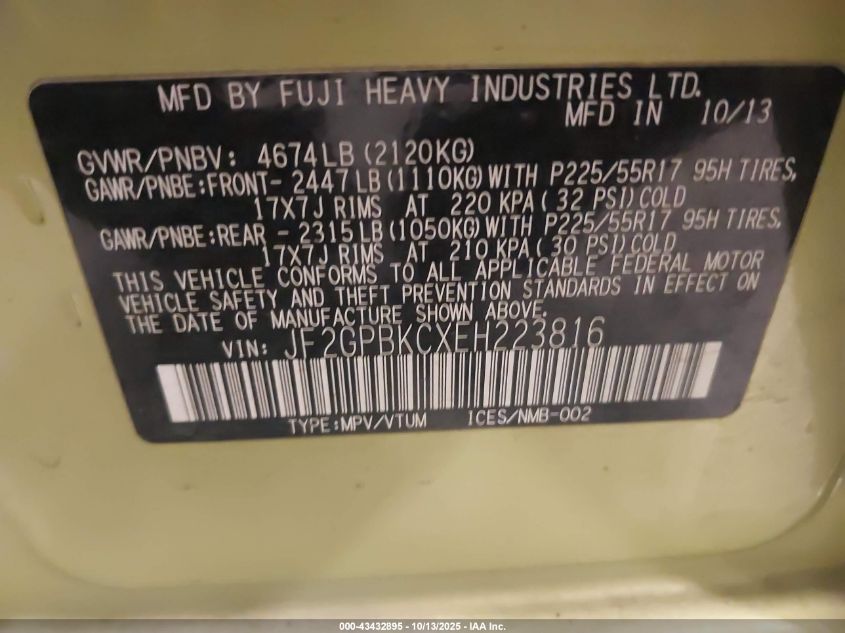 MFD BY FUJI HEAVY INDUSTRIES LTD.
MFD IN 10/13
GVWR/PNBV: 4674LB(2120KG)
GAWR/PNBE:FRONT- 2447LB(1110KG)WITH P225/55R17 95H TIRES,
17X7J RIMS AT 220 KPA( 32 PSI)COLD
GAWR/PNBE:REAR - 2315LB(1050KG)WITH P225/55R17 95H TIRES,
17X7J RIMS AT 210 KPA( 30 PSI)COLD
THIS VEHICLE CONFORMS TO ALL APPLICABLE FEDERAL MOTOR
VEHICLE SAFETY AND THEFT PREVENTION STANDARDS IN EFFECT ON
THE DATE OF MANUFACTURE SHOWN ABOVE.
VIN: JF2GPBKCXEH223816
TYPE:MPV/VTUM ICES/NMB-002
000-43432895 - 10/13/2025 - IAA Inc.